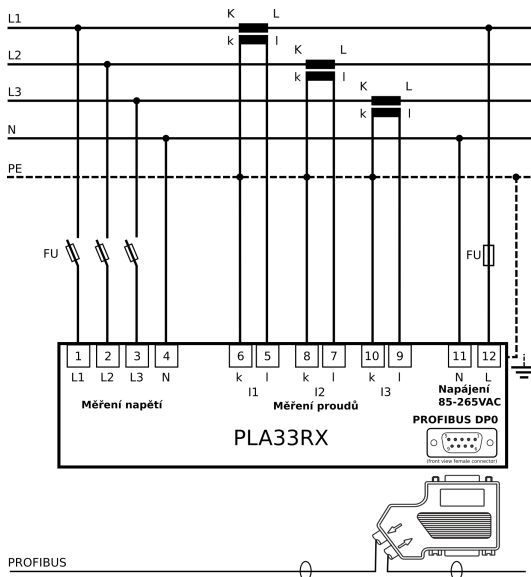 K L
L1
k l
K L
L2
k l
K L
L3
k l
N
PE
FU FU
1 2 3 4 6 5 8 7 10 9 11 12
L1 L2 L3 N k l k l k l N L
I1 I2 I3
Napájení
85-265VAC
Měření napětí Měření proudů
PROFIBUS DP0
PLA33RX
(front view female connector)
PROFIBUS